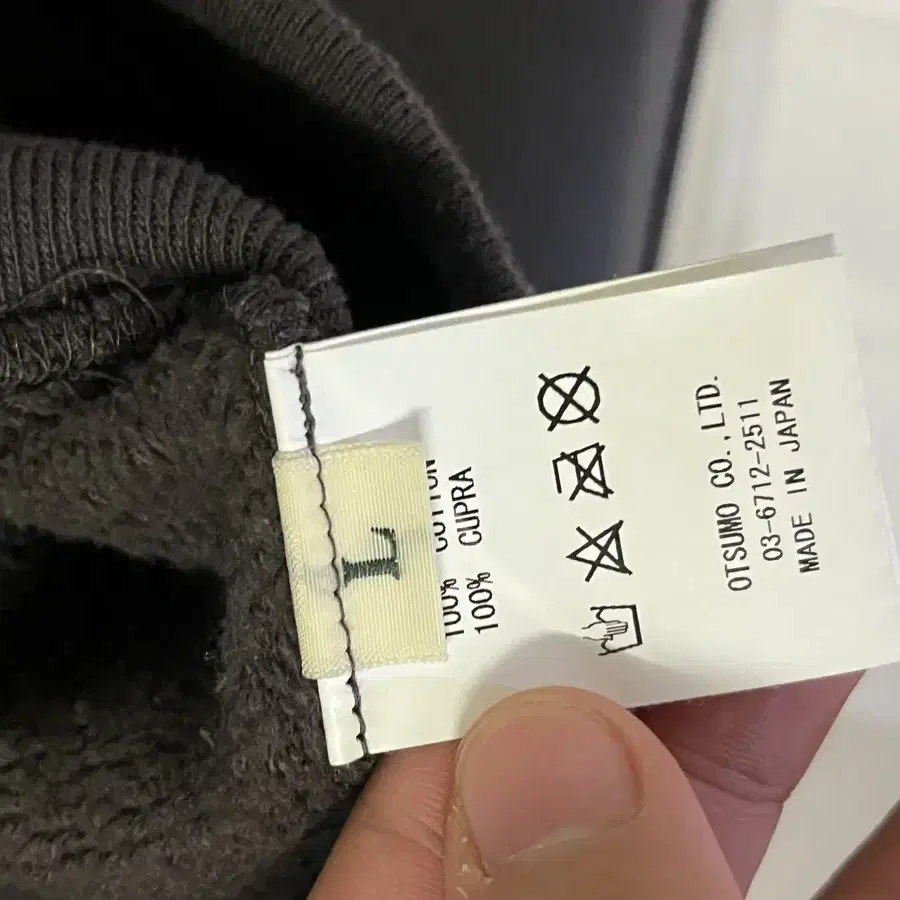 L
100% COTTON
100% CUPRA
OTSUMO CO., LTD.
03-6712-2511
MADE IN JAPAN